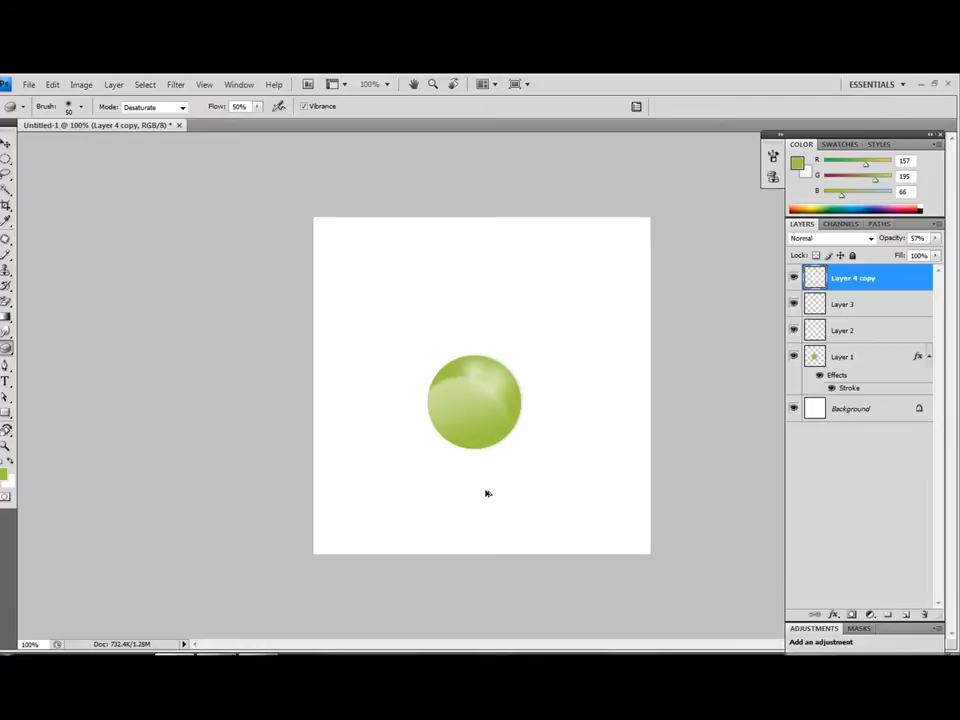 Ps File Edit Image Layer Select Filter View Window Help Br 100% ESSENTIALS
Brush: 50 Mode: Desaturate Flow: 50% Vibrance
Untitled-1 @ 100% (Layer 4 copy, RGB/8) *
COLOR SWATCHES STYLES
R 157
G 195
B 66
LAYERS CHANNELS PATHS
Normal Opacity: 57%
Lock: Fill: 100%
Layer 4 copy
Layer 3
Layer 2
Layer 1 fx
Effects
Stroke
Background
T
fx
ADJUSTMENTS MASKS
Add an adjustment
100% Doc: 732.4K/1.28M